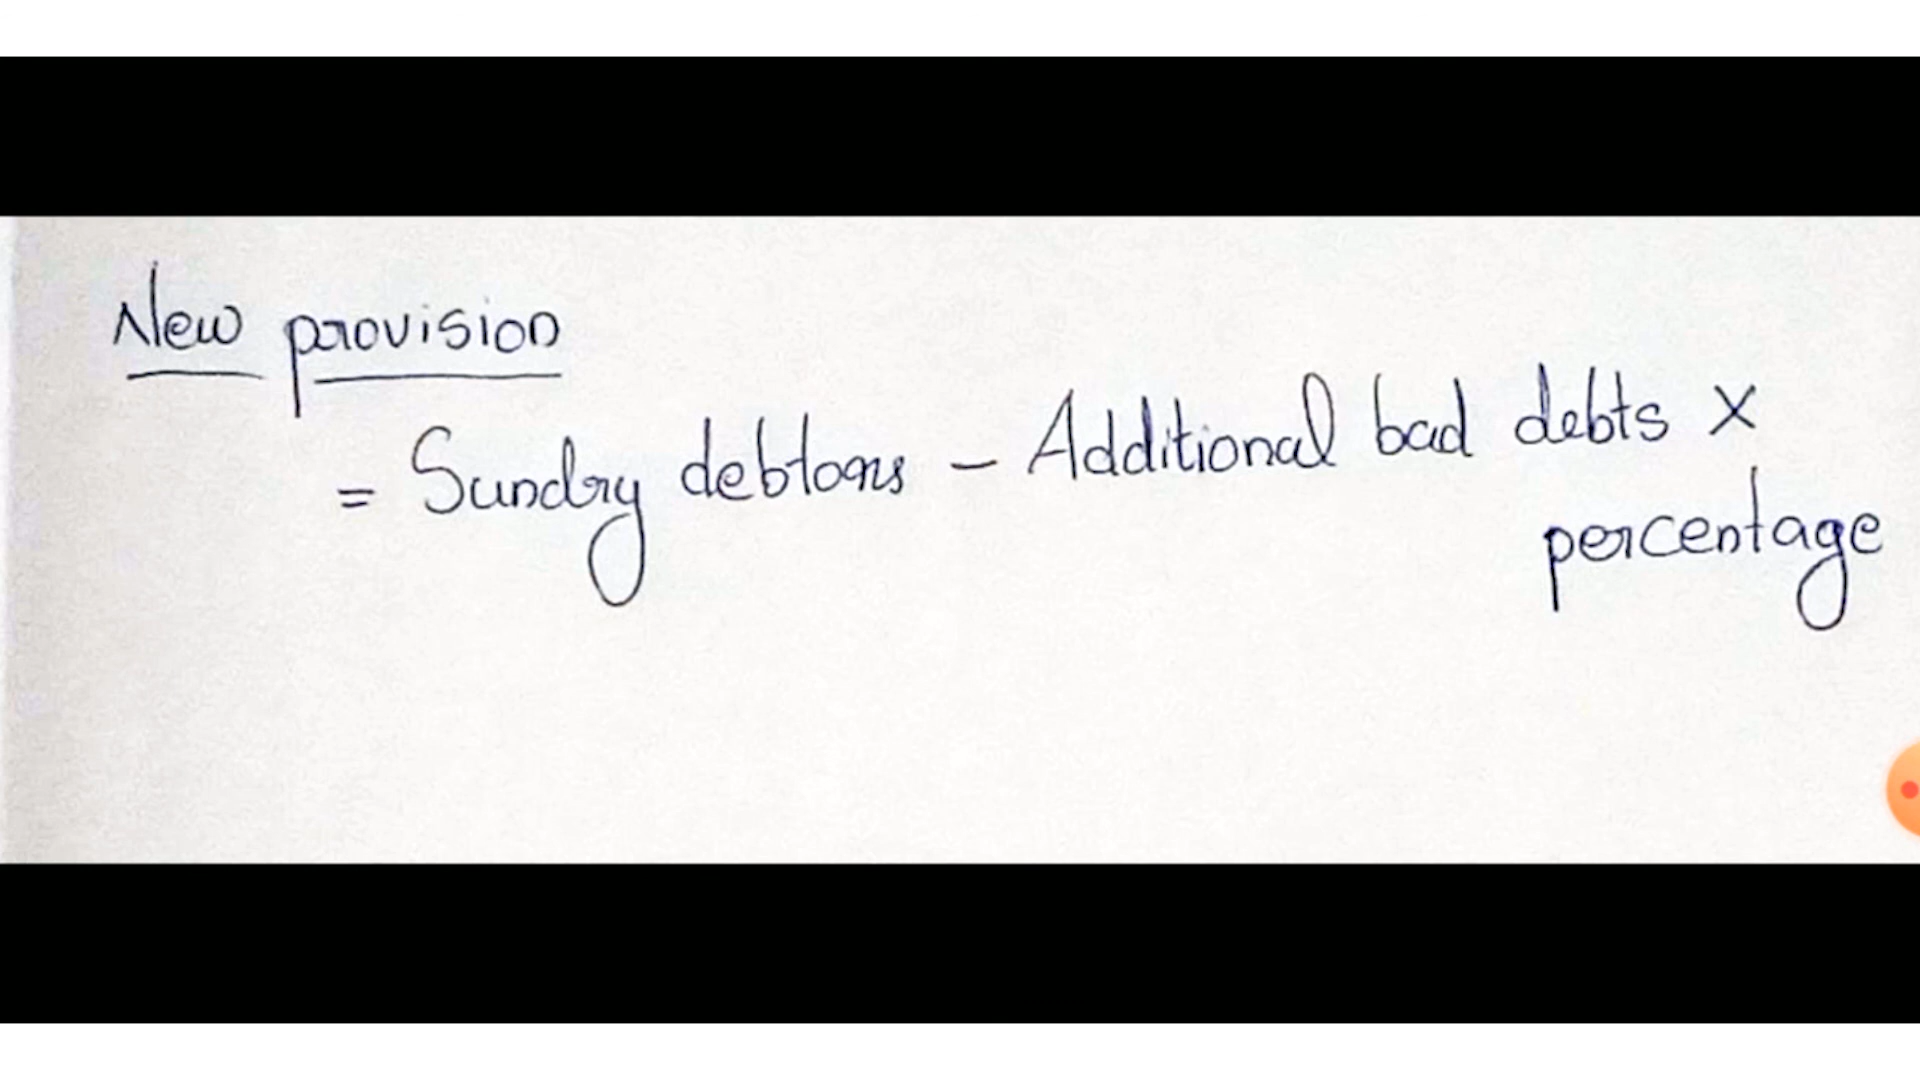 New provision
= Sundry debtors - Additional bad debts ×
percentage